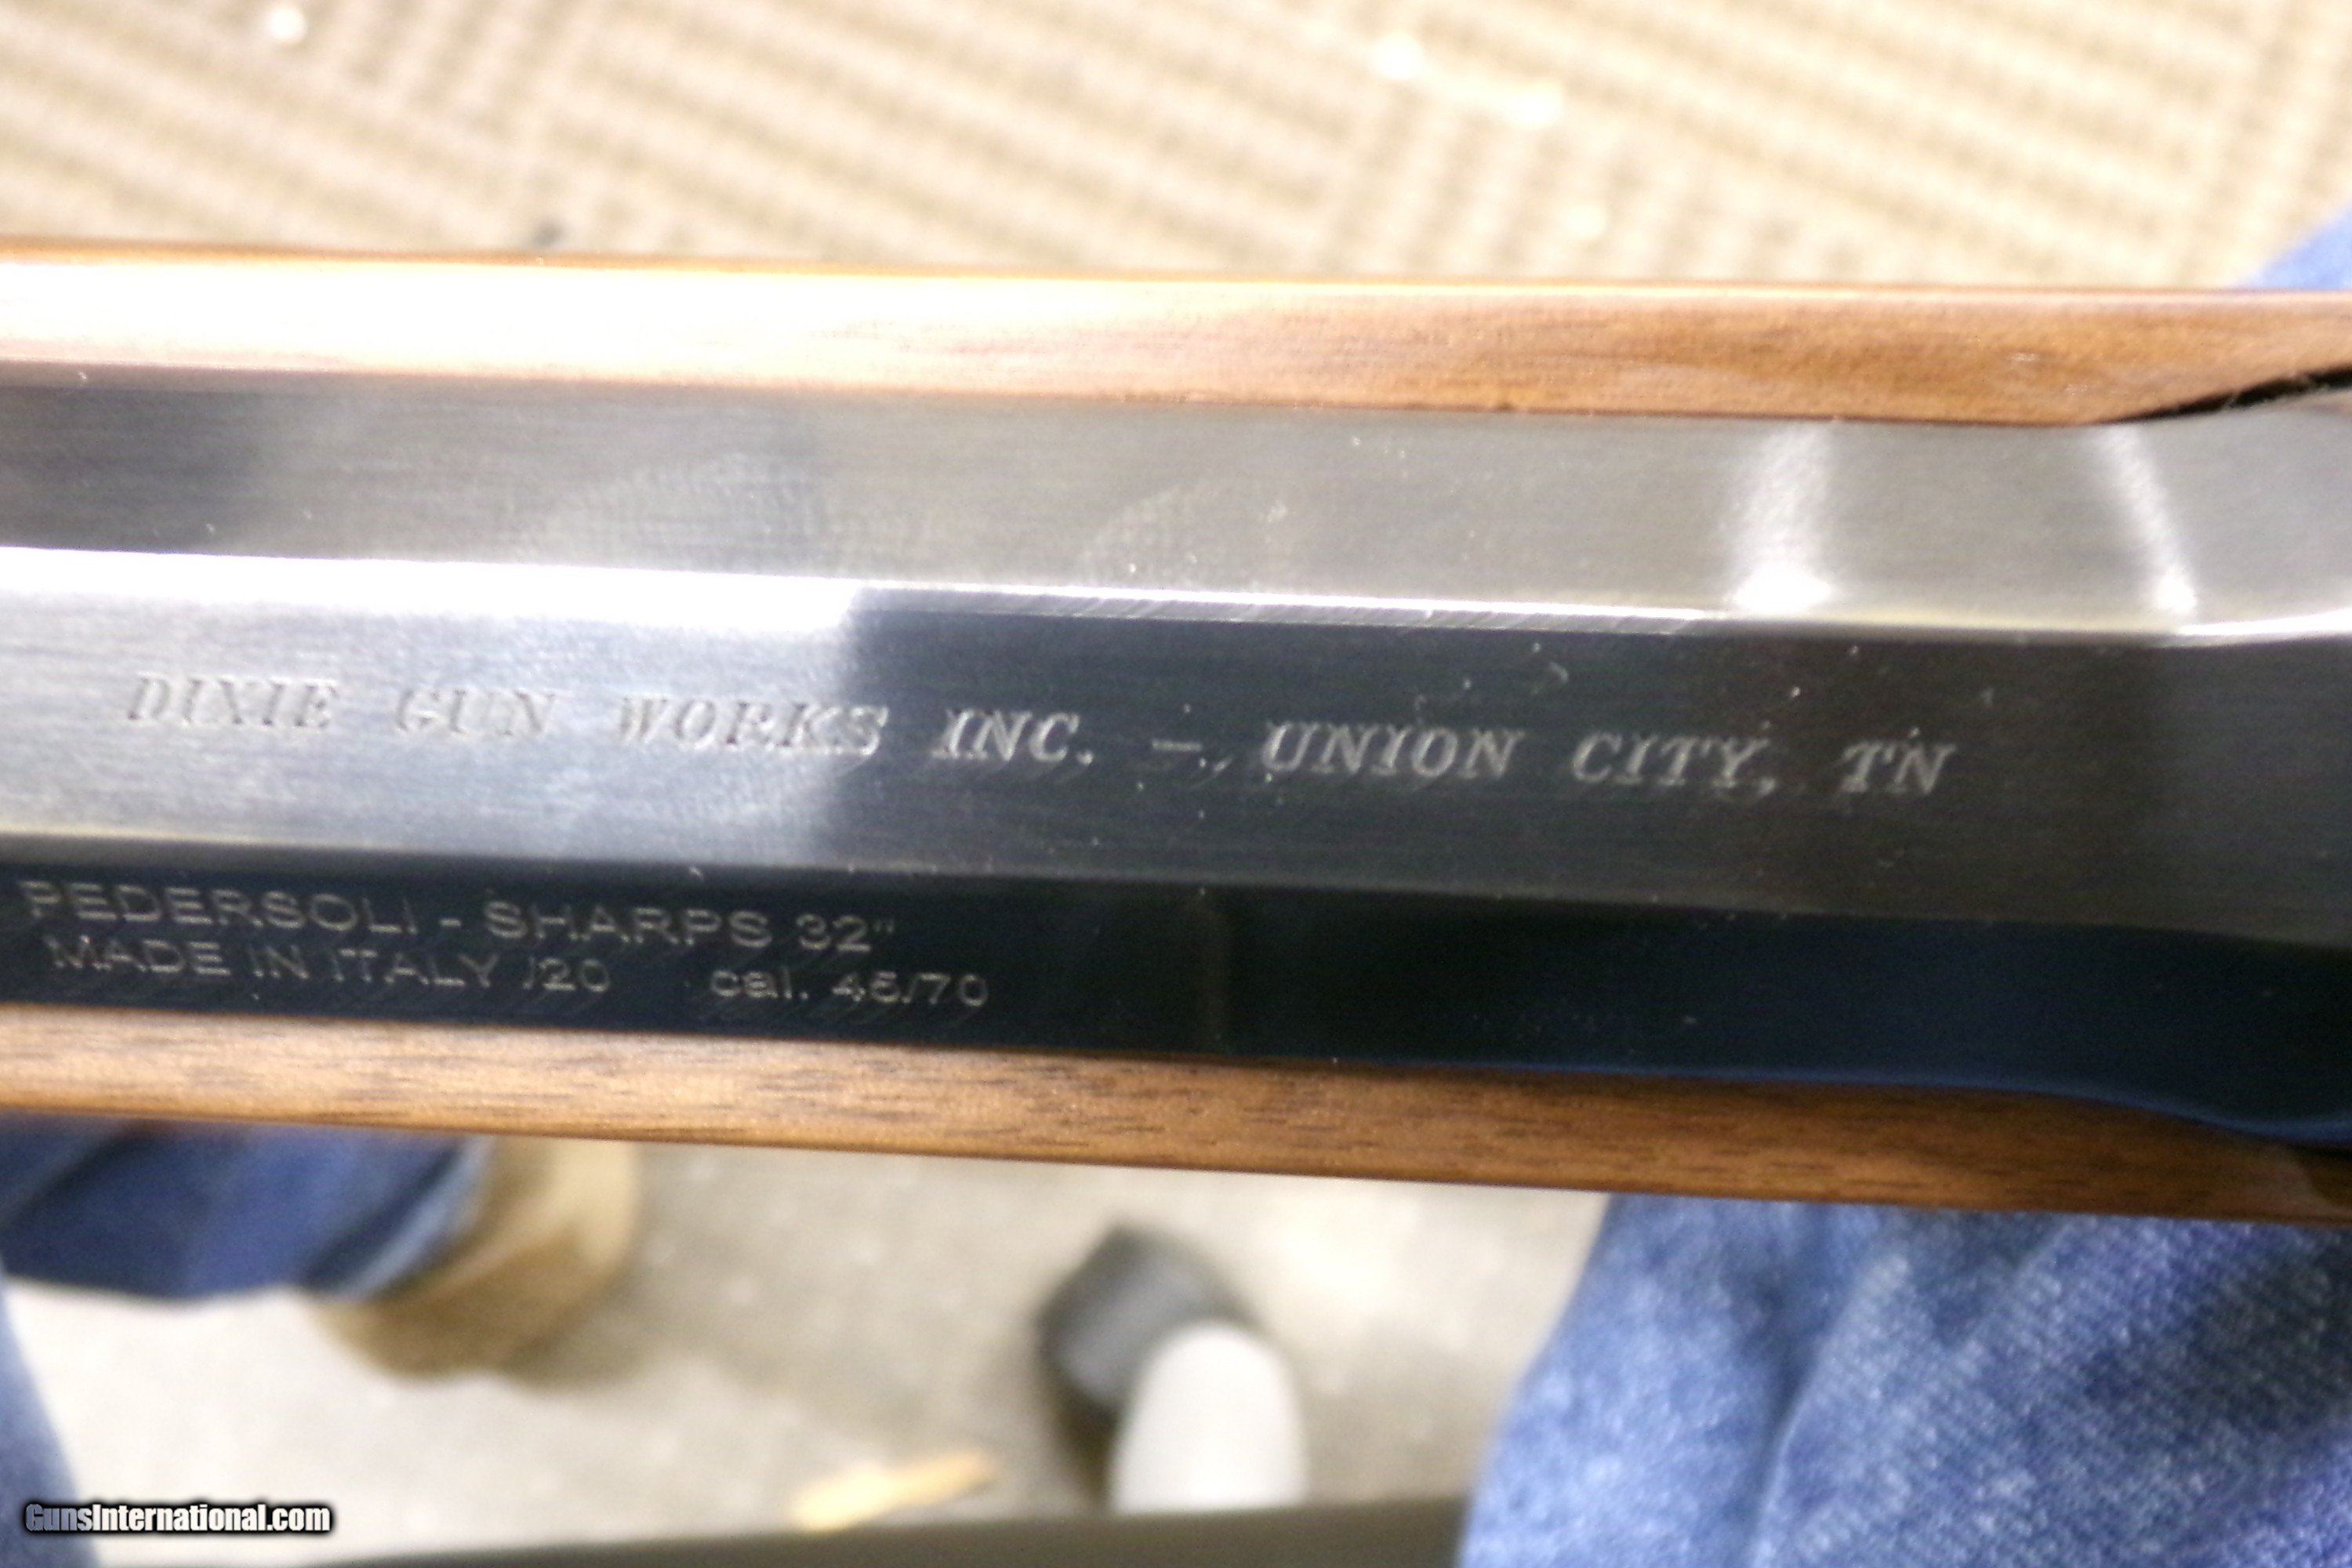 DIXIE GUN WORKS INC. - UNION CITY, TN
PEDERSOLI - SHARPS 32"
MADE IN ITALY /20 cal. 45/70
GunsInternational.com